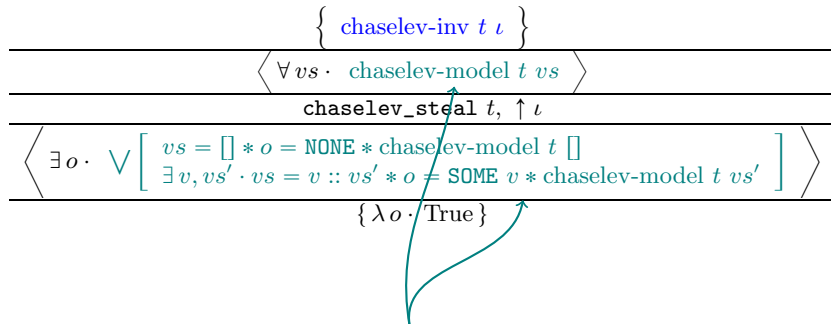 { chaselev-inv t ι }
⟨ ∀ vs · chaselev-model t vs ⟩
chaselev_steal t, ↑ ι
⟨ ∃ o · ⋁ [ vs = [] * o = NONE * chaselev-model t []
∃ v, vs′ · vs = v :: vs′ * o = SOME v * chaselev-model t vs′ ] ⟩
{ λ o · True }